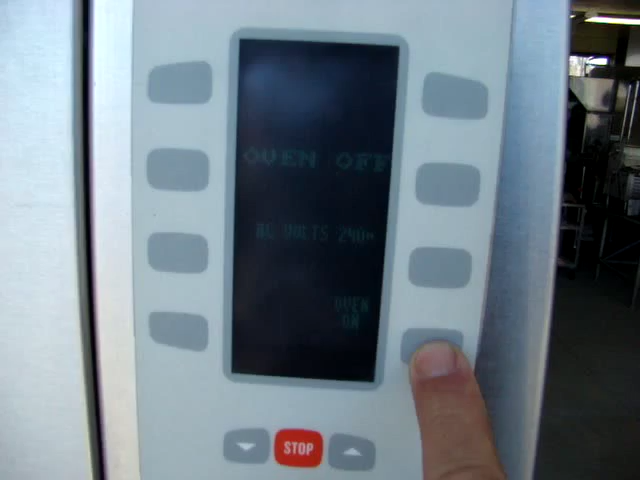 OVEN OFF
AC VOLTS 240~
OVEN
ON
STOP